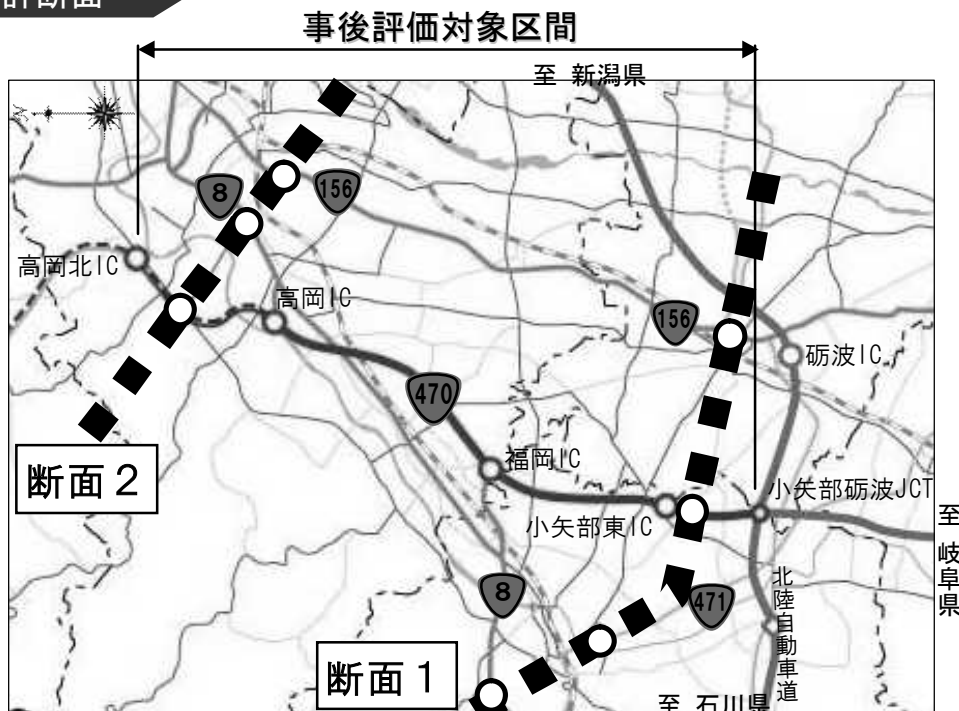 計断面
事後評価対象区間
至 新潟県
8
156
高岡北IC
高岡IC
156
砺波IC
470
断面2
福岡IC
小矢部砺波JCT
小矢部東IC
至 岐阜県
8
471
北陸自動車道
断面1
至 石川県